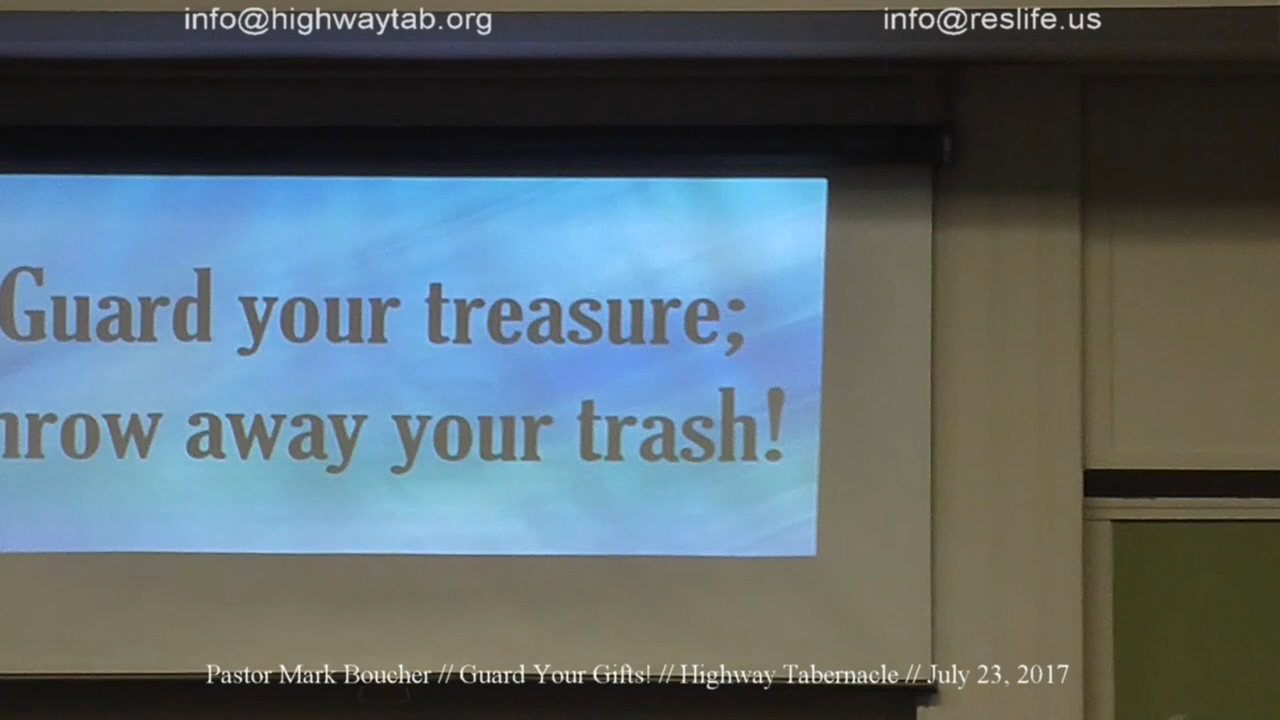 info@highwaytab.org
info@reslife.us
Guard your treasure;
hrow away your trash!
Pastor Mark Boucher // Guard Your Gifts! // Highway Tabernacle // July 23, 2017